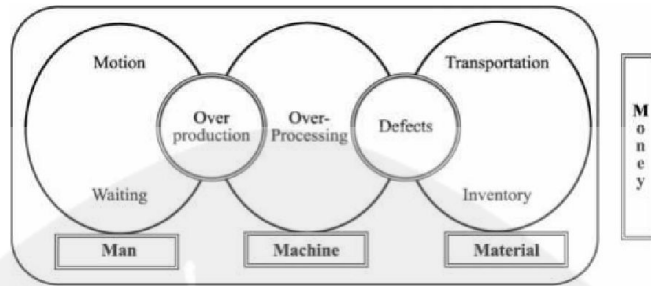 Motion
Waiting
Over
production
Over-
Processing
Defects
Transportation
Inventory
Man
Machine
Material
M
o
n
e
y